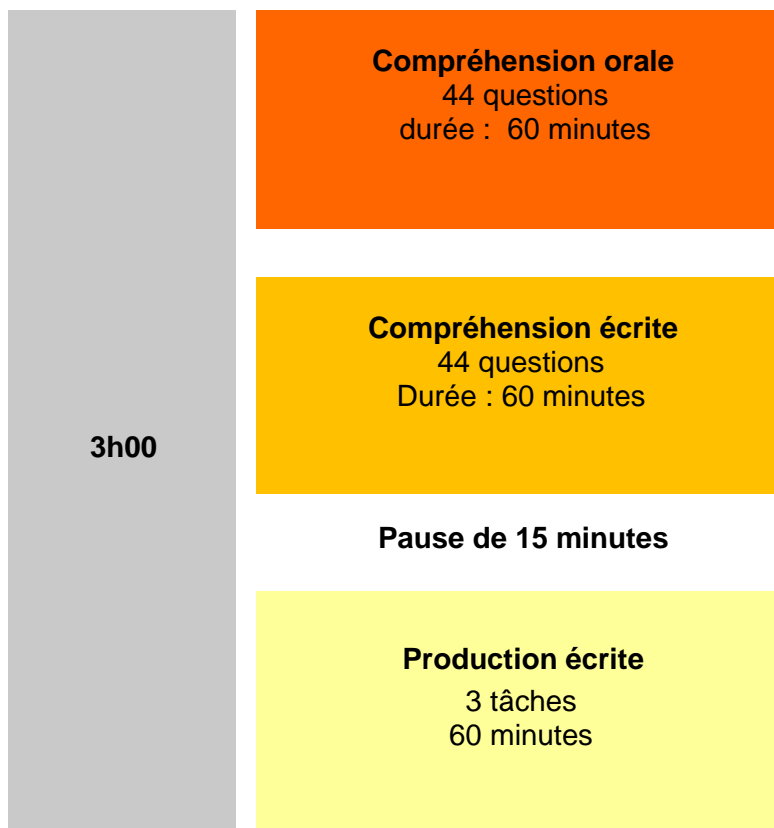 3h00
Compréhension orale
44 questions
durée : 60 minutes
Compréhension écrite
44 questions
Durée : 60 minutes
Pause de 15 minutes
Production écrite
3 tâches
60 minutes